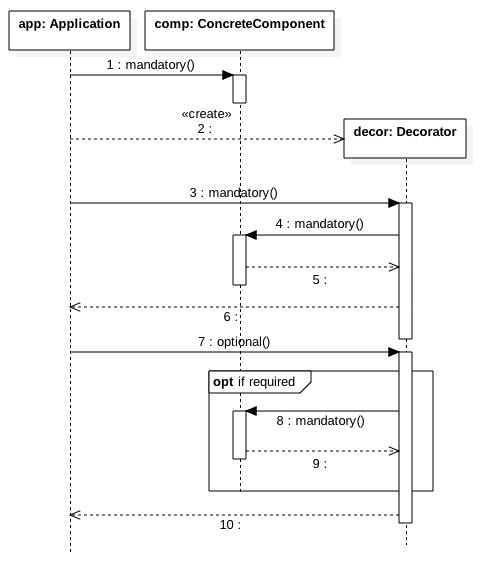 app: Application
comp: ConcreteComponent
1 : mandatory()
«create»
2 :
decor: Decorator
3 : mandatory()
4 : mandatory()
5 :
6 :
7 : optional()
opt if required
8 : mandatory()
9 :
10 :